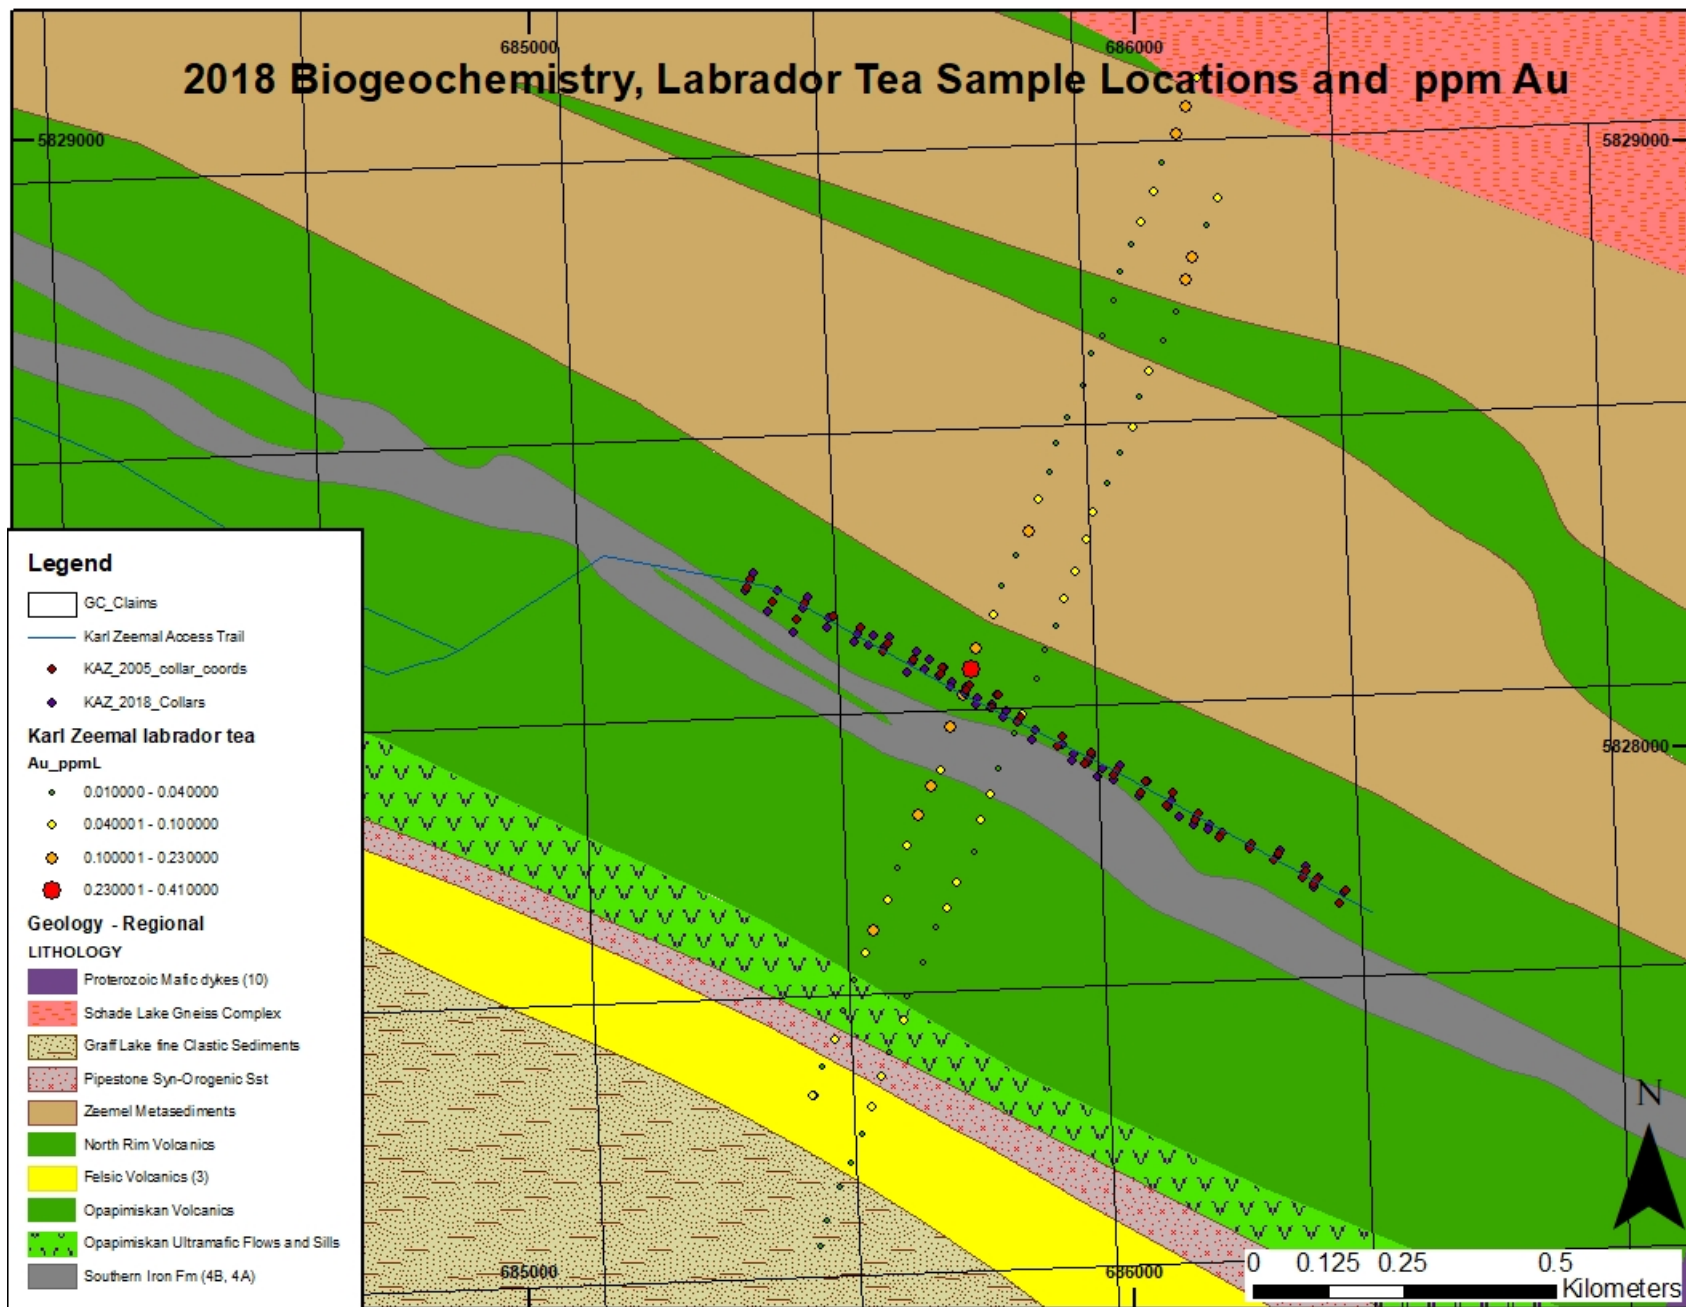 685000
686000
2018 Biogeochemistry, Labrador Tea Sample Locations and ppm Au
5829000
5829000
Legend
GC_Claims
Karl Zeemal Access Trail
KAZ_2005_collar_coords
KAZ_2018_Collars
Karl Zeemal labrador tea
Au_ppmL
0.010000 - 0.040000
0.040001 - 0.100000
0.100001 - 0.230000
0.230001 - 0.410000
Geology - Regional
LITHOLOGY
Proterozoic Mafic dykes (10)
Schade Lake Gneiss Complex
Graff Lake fine Clastic Sediments
Pipestone Syn-Orogenic Sst
Zeemel Metasediments
North Rim Volcanics
Felsic Volcanics (3)
Opapimiskan Volcanics
Opapimiskan Ultramafic Flows and Sills
Southern Iron Fm (4B, 4A)
5828000
N
685000
686000
0 0.125 0.25 0.5
Kilometers